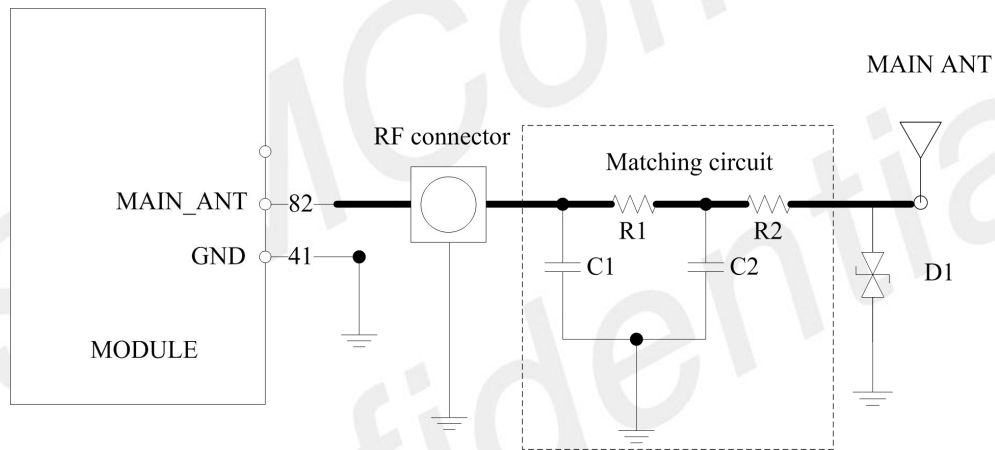 MAIN ANT
RF connector
Matching circuit
MAIN_ANT
82
R1
R2
GND
41
C1
C2
D1
MODULE